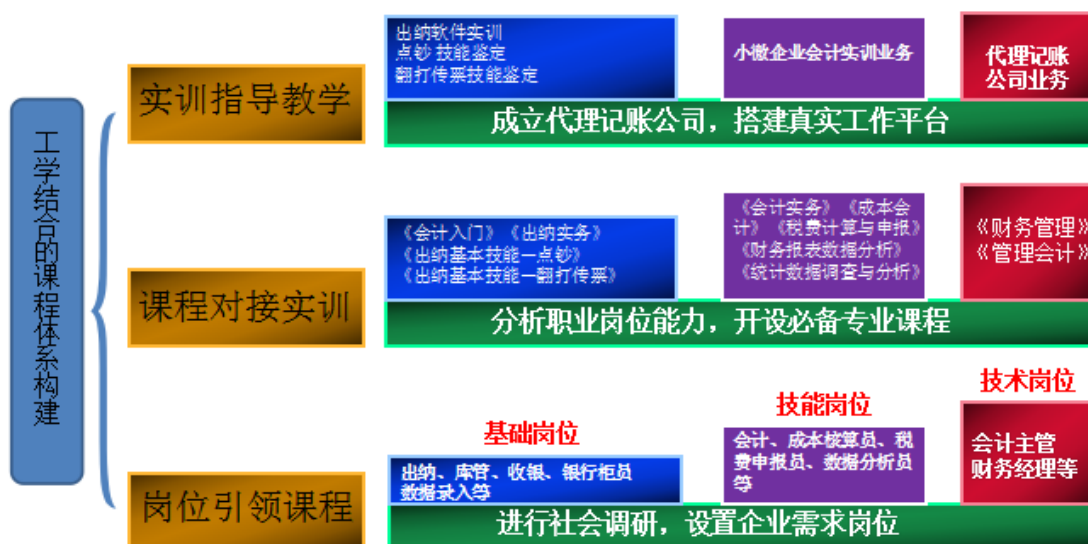 工学结合的课程体系构建
实训指导教学
出纳软件实训
点钞 技能鉴定
翻打传票技能鉴定
小微企业会计实训业务
代理记账
公司业务
成立代理记账公司，搭建真实工作平台
课程对接实训
《会计入门》《出纳实务》
《出纳基本技能—点钞》
《出纳基本技能—翻打传票》
《会计实务》《成本会
计》《税费计算与申报》
《财务报表数据分析》
《统计数据调查与分析》
《财务管理》
《管理会计》
分析职业岗位能力，开设必备专业课程
岗位引领课程
基础岗位
出纳、库管、收银、银行柜员
数据录入等
技能岗位
会计、成本核算员、税
费申报员、数据分析员
等
技术岗位
会计主管
财务经理等
进行社会调研，设置企业需求岗位